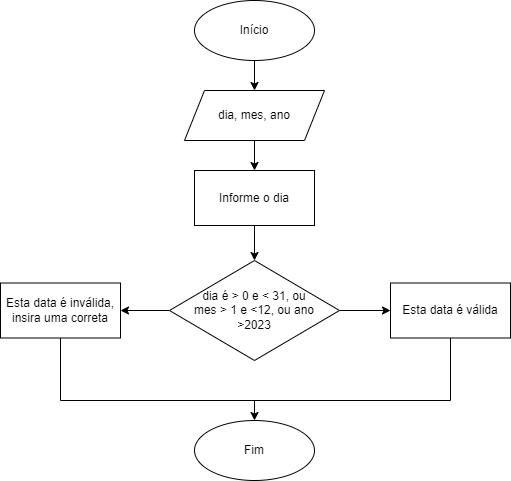 Início
dia, mes, ano
Informe o dia
dia é > 0 e < 31, ou
mes > 1 e <12, ou ano
>2023
Esta data é inválida,
insira uma correta
Esta data é válida
Fim